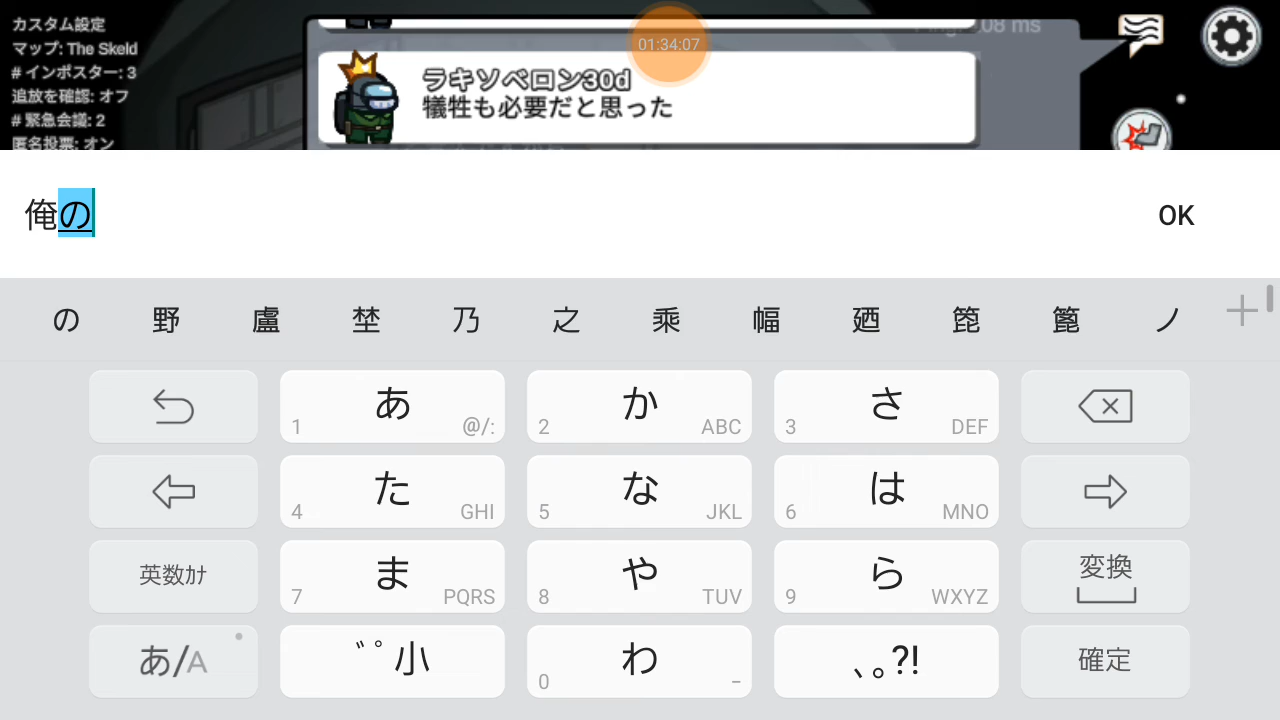 カスタム設定
マップ: The Skeld
# インポスター: 3
追放を確認: オフ
# 緊急会議: 2
匿名投票: オン
08 ms
01:34:07
ラキソベロン30d
犠牲も必要だと思った
俺の
OK
の 野 盧 埜 乃 之 乘 幅 廼 箆 篦 ノ
1 あ @/:
2 か ABC
3 さ DEF
4 た GHI
5 な JKL
6 は MNO
英数カナ
7 ま PQRS
8 や TUV
9 ら WXYZ
変換
あ/A
゛゜小
0 わ ー
、。?!
確定